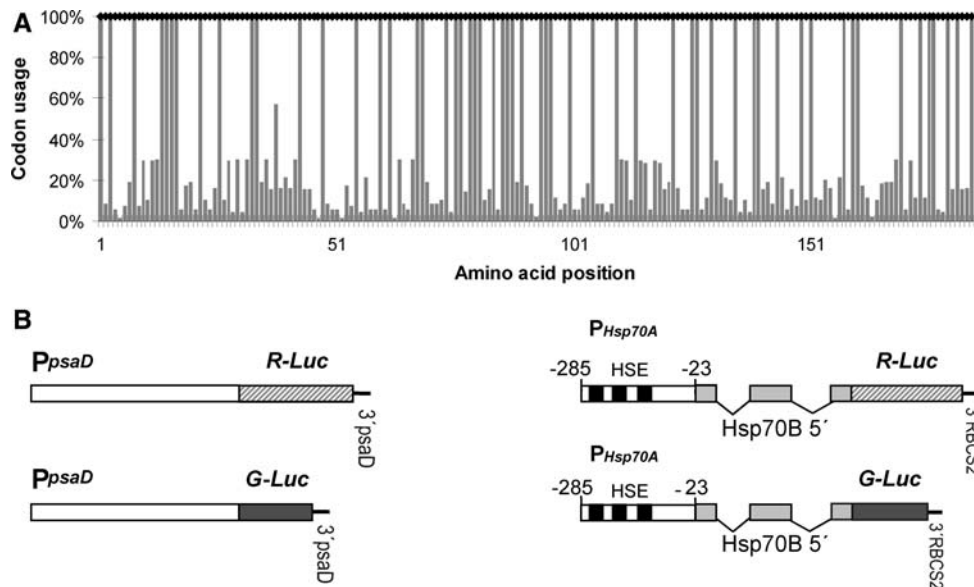 A
Codon usage
100%
80%
60%
40%
20%
0%
1 51 101 151
Amino acid position
B
PpsaD R-Luc
3´psaD
PHsp70A
-285 HSE -23 R-Luc
Hsp70B 5´
3´RBCS2
PpsaD G-Luc
3´psaD
PHsp70A
-285 HSE -23 G-Luc
Hsp70B 5´
3´RBCS2